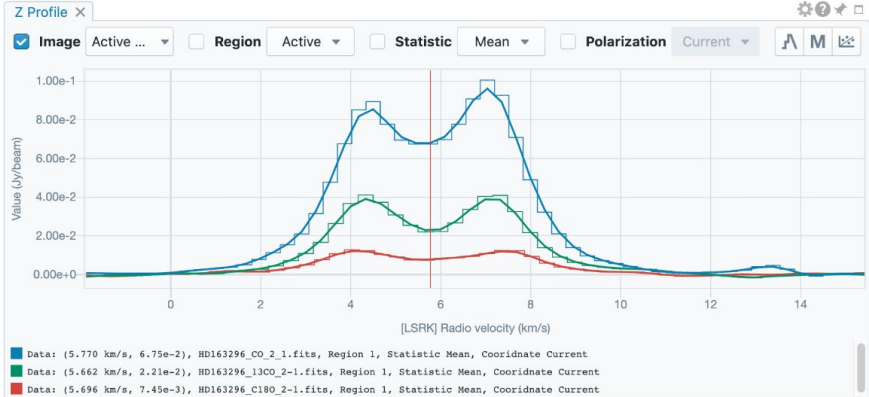 Z Profile
Image Active ... Region Active Statistic Mean Polarization Current M
1.00e-1
8.00e-2
6.00e-2
4.00e-2
2.00e-2
0.00e+0
Value (Jy/beam)
0 2 4 6 8 10 12 14
[LSRK] Radio velocity (km/s)
Data: (5.770 km/s, 6.75e-2), HD163296_CO_2_1.fits, Region 1, Statistic Mean, Cooridnate Current
Data: (5.662 km/s, 2.21e-2), HD163296_13CO_2-1.fits, Region 1, Statistic Mean, Cooridnate Current
Data: (5.696 km/s, 7.45e-3), HD163296_C18O_2-1.fits, Region 1, Statistic Mean, Cooridnate Current